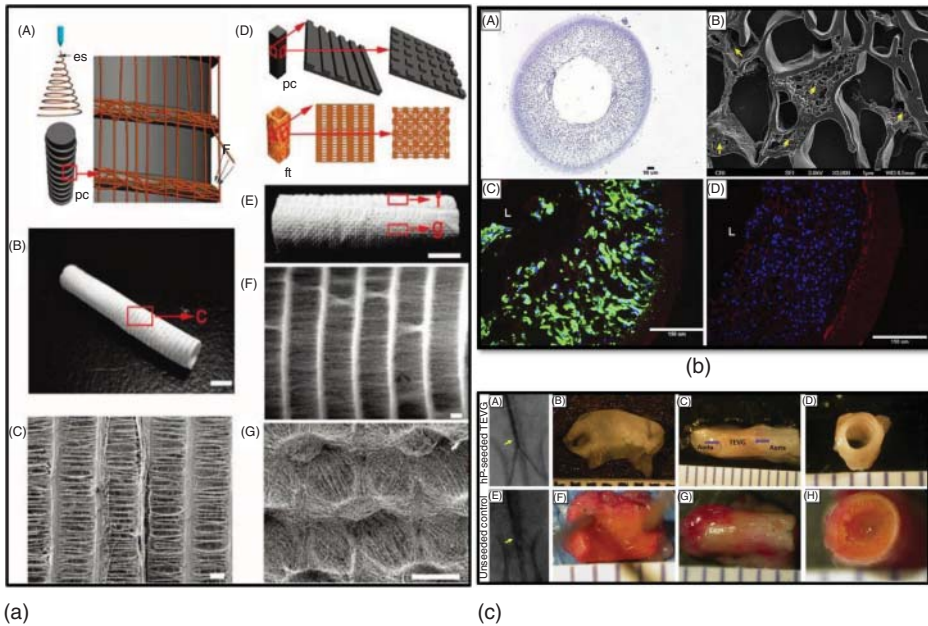 (A)
es
F
pc
(B)
C
(C)
(D)
pc
ft
(E)
f
g
(F)
(G)
(a)
(A)
(B)
(C)
L
(D)
L
(b)
hP-seeded TEVG
(A)
(B)
(C)
Aorta TEVG Aorta
(D)
Unseeded control
(E)
(F)
(G)
(H)
(c)